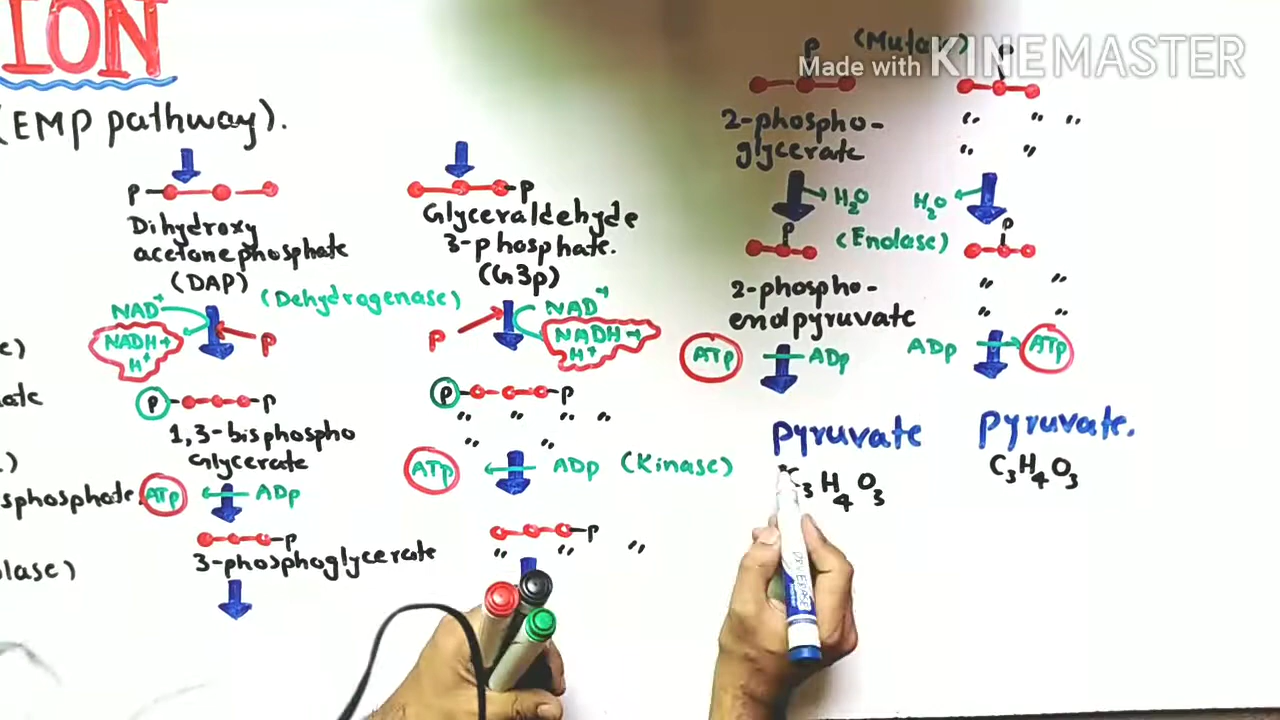 ION
(EMP pathway).
P
Dihydroxy
acetonephosphate
(DAP)
P
Glyceraldehyde
3-phosphate.
(G3p)
NAD+
(Dehydrogenase)
NADH+
H+
P
NAD+
P
NADH+
H+
P
P
1,3-bisphospho
Glycerate
P
P
" " " "
" "
ATP
ADP
ATP
ADP (Kinase)
P
3-phosphoglycerate
P
" " "
P
(Mutase)
P
Made with KINEMASTER
2-phospho-
glycerate
" " "
" "
H2O
H2O
(Enolase)
P
P
2-phospho-
enolpyruvate
" "
" "
ATP
ADP
ADP
ATP
pyruvate
pyruvate.
3H4O3
C3H4O3
sphosphate
lase)